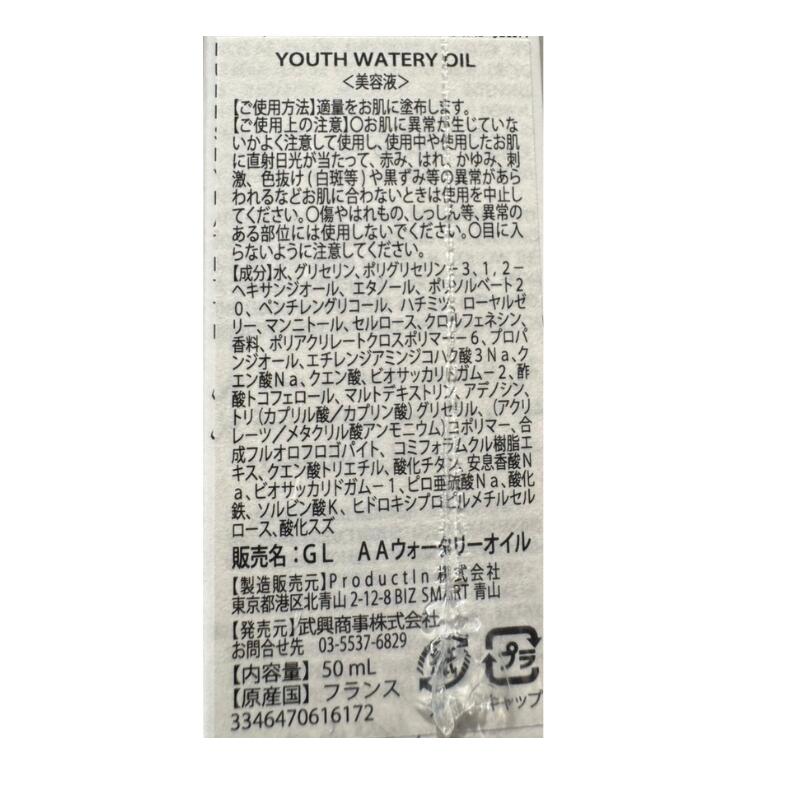 YOUTH WATERY OIL
＜美容液＞
【ご使用方法】適量をお肌に塗布します。
【ご使用上の注意】〇お肌に異常が生じていな
いかよく注意して使用し、使用中や使用したお肌
に直射日光が当たって、赤み、はれ、かゆみ、刺
激、色抜け(白斑等)や黒ずみ等の異常があら
われるなどお肌に合わないときは使用を中止し
てください。〇傷やはれもの、しっしん等、異常の
ある部位には使用しないでください。〇目に入
らないように注意してください。
【成分】水、グリセリン、ポリグリセリン－3、1,2－
ヘキサンジオール、エタノール、ポリソルベート2
0、ペンチレングリコール、ハチミツ、ローヤルゼ
リー、マンニトール、セルロース、クロルフェネシン、
香料、ポリアクリレートクロスポリマー－6、プロパ
ンジオール、エチレンジアミンジコハク酸3Na、ク
エン酸Na、クエン酸、ビオサッカリドガム－2、酢
酸トコフェロール、マルトデキストリン、アデノシン、
トリ(カプリル酸／カプリン酸)グリセリル、(アクリ
レーツ／メタクリル酸アンモニウム)コポリマー、合
成フルオロフロゴパイト、コミフォラムクル樹脂エ
キス、クエン酸トリエチル、酸化チタン、安息香酸N
a、ビオサッカリドガム－1、ピロ亜硫酸Na、酸化
鉄、ソルビン酸K、ヒドロキシプロピルメチルセル
ロース、酸化スズ
販売名：GL　AAウォータリーオイル
【製造販売元】ProductIn 株式会社
東京都港区北青山 2-12-8 BIZ SMART 青山
【発売元】武興商事株式会社
お問合せ先　03-5537-6829
【内容量】50 mL
【原産国】フランス
3346470616172
プラ
キャップ